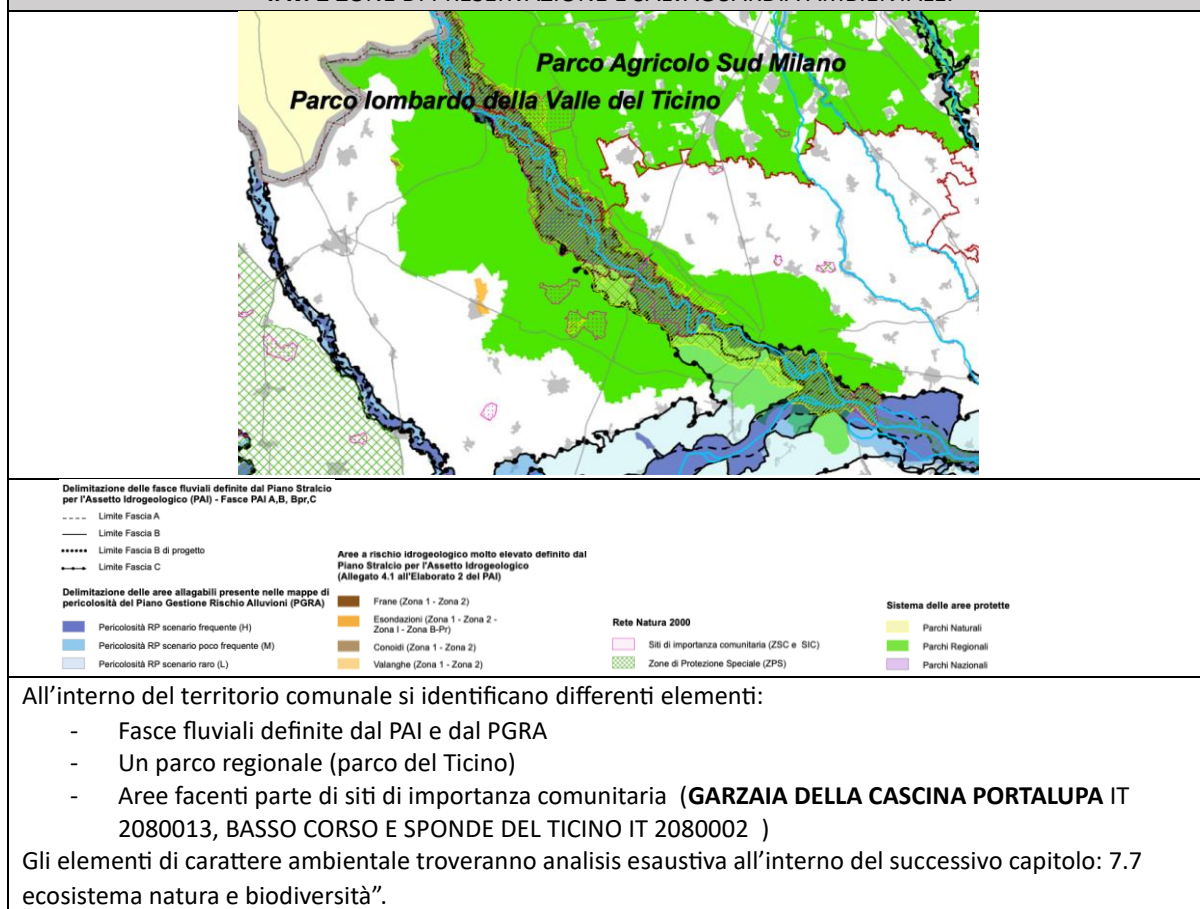 E ZONE DI PRESERVAZIONE E SALVAGUARDIA AMBIENTALE.
Parco Agricolo Sud Milano
Parco lombardo della Valle del Ticino
Delimitazione delle fasce fluviali definite dal Piano Stralcio
per l'Assetto Idrogeologico (PAI) - Fasce PAI A,B, Bpr,C
Limite Fascia A
Limite Fascia B
Limite Fascia B di progetto
Limite Fascia C
Delimitazione delle aree allagabili presente nelle mappe di
pericolosità del Piano Gestione Rischio Alluvioni (PGRA)
Pericolosità RP scenario frequente (H)
Pericolosità RP scenario poco frequente (M)
Pericolosità RP scenario raro (L)
Aree a rischio idrogeologico molto elevato definito dal
Piano Stralcio per l'Assetto Idrogeologico
(Allegato 4.1 all'Elaborato 2 del PAI)
Frane (Zona 1 - Zona 2)
Esondazioni (Zona 1 - Zona 2 -
Zona I - Zona B-Pr)
Conoidi (Zona 1 - Zona 2)
Valanghe (Zona 1 - Zona 2)
Rete Natura 2000
Siti di importanza comunitaria (ZSC e SIC)
Zone di Protezione Speciale (ZPS)
Sistema delle aree protette
Parchi Naturali
Parchi Regionali
Parchi Nazionali
All'interno del territorio comunale si identificano differenti elementi:
- Fasce fluviali definite dal PAI e dal PGRA
- Un parco regionale (parco del Ticino)
- Aree facenti parte di siti di importanza comunitaria (GARZAIA DELLA CASCINA PORTALUPA IT
2080013, BASSO CORSO E SPONDE DEL TICINO IT 2080002 )
Gli elementi di carattere ambientale troveranno analisis esaustiva all'interno del successivo capitolo: 7.7
ecosistema natura e biodiversità”.